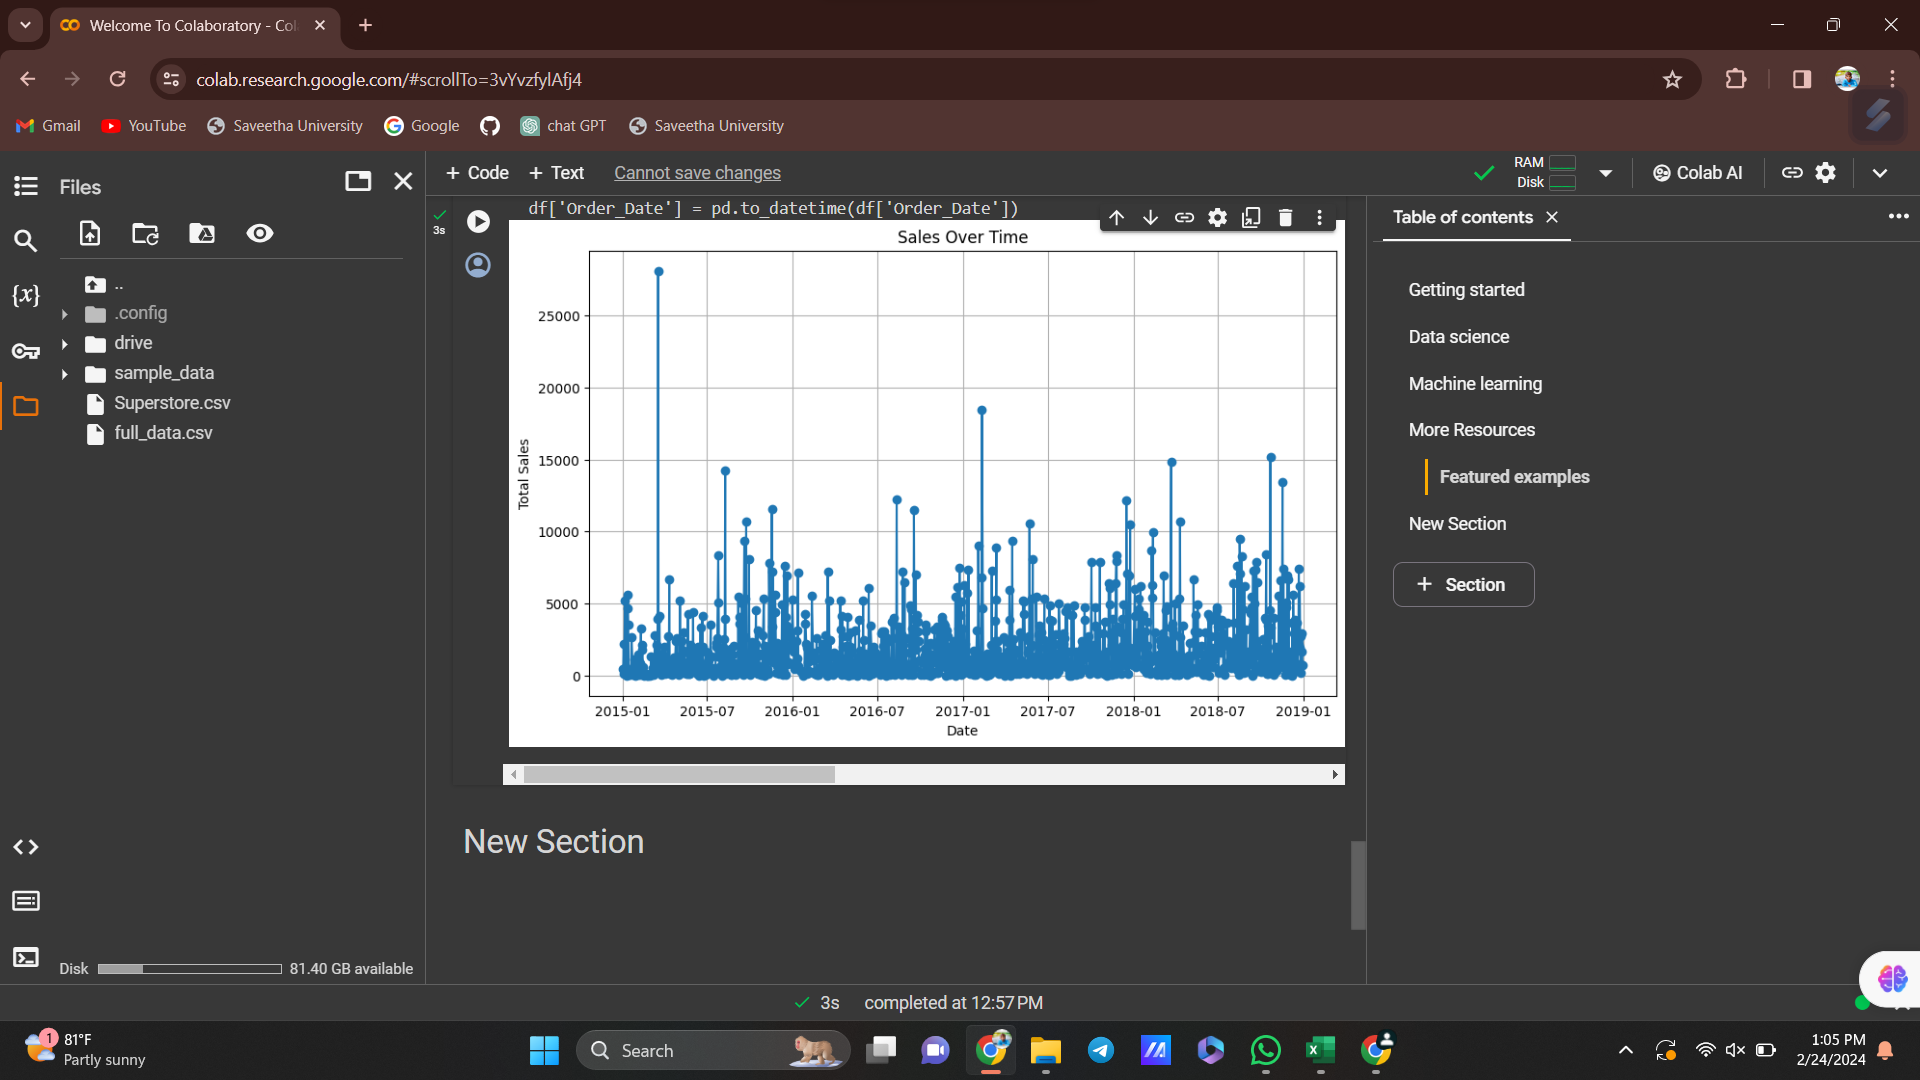 Welcome To Colaboratory - Col
colab.research.google.com/#scrollTo=3vYvzfylAfj4
Gmail YouTube Saveetha University Google chat GPT Saveetha University
Files
+ Code + Text Cannot save changes
RAM
Disk
Colab AI
..
.config
drive
sample_data
Superstore.csv
full_data.csv
{x}
Disk 81.40 GB available
3s
df['Order_Date'] = pd.to_datetime(df['Order_Date'])
Sales Over Time
Total Sales
25000
20000
15000
10000
5000
0
2015-01 2015-07 2016-01 2016-07 2017-01 2017-07 2018-01 2018-07 2019-01
Date
New Section
Table of contents
Getting started
Data science
Machine learning
More Resources
Featured examples
New Section
+ Section
3s completed at 12:57 PM
1
81°F
Partly sunny
Search
1:05 PM
2/24/2024